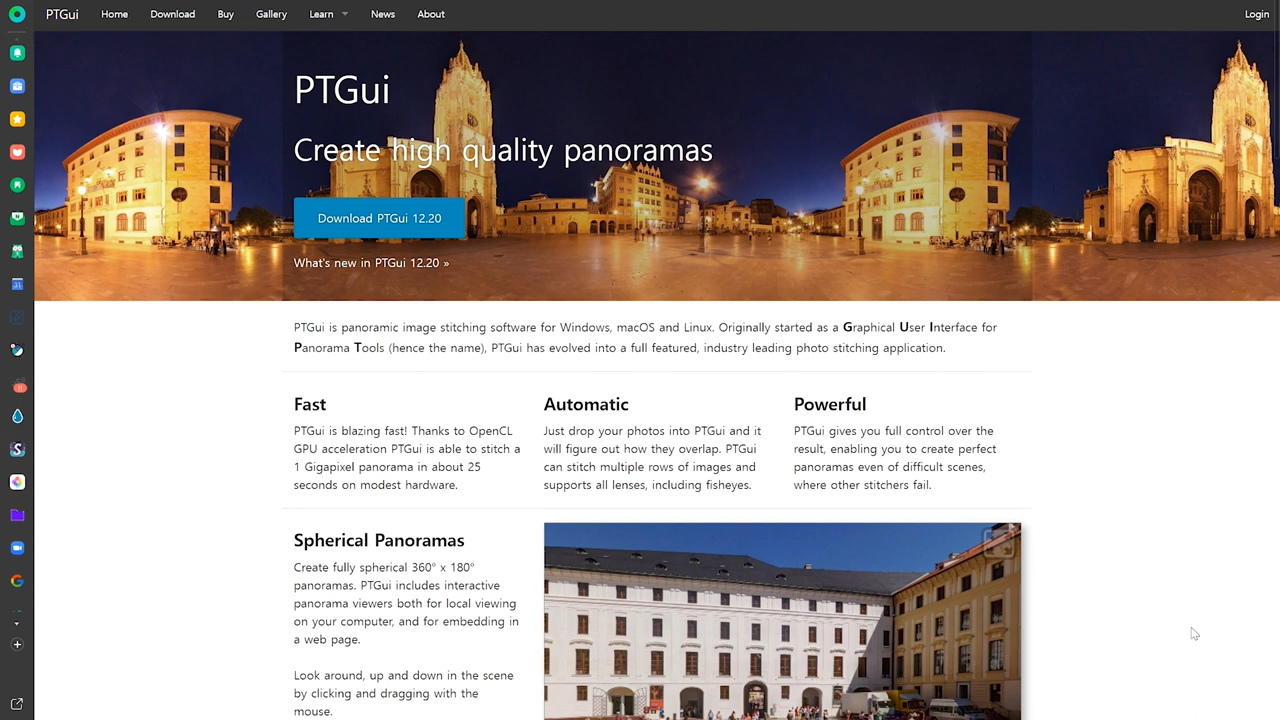 PTGui Home Download Buy Gallery Learn News About Login
PTGui
Create high quality panoramas
Download PTGui 12.20
What's new in PTGui 12.20 »
PTGui is panoramic image stitching software for Windows, macOS and Linux. Originally started as a Graphical User Interface for
Panorama Tools (hence the name), PTGui has evolved into a full featured, industry leading photo stitching application.
Fast
PTGui is blazing fast! Thanks to OpenCL
GPU acceleration PTGui is able to stitch a
1 Gigapixel panorama in about 25
seconds on modest hardware.
Automatic
Just drop your photos into PTGui and it
will figure out how they overlap. PTGui
can stitch multiple rows of images and
supports all lenses, including fisheyes.
Powerful
PTGui gives you full control over the
result, enabling you to create perfect
panoramas even of difficult scenes,
where other stitchers fail.
Spherical Panoramas
Create fully spherical 360° x 180°
panoramas. PTGui includes interactive
panorama viewers both for local viewing
on your computer, and for embedding in
a web page.
Look around, up and down in the scene
by clicking and dragging with the
mouse.